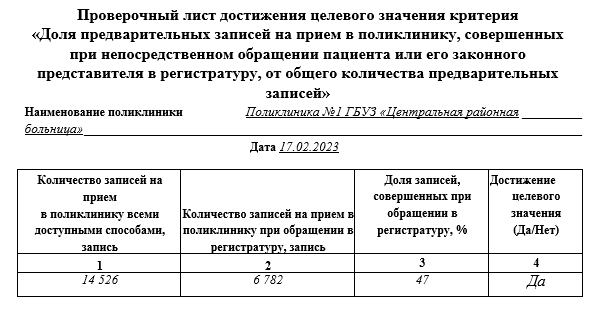 Проверочный лист достижения целевого значения критерия
«Доля предварительных записей на прием в поликлинику, совершенных
при непосредственном обращении пациента или его законного
представителя в регистратуру, от общего количества предварительных
записей»
Наименование поликлиники Поликлиника №1 ГБУЗ «Центральная районная
больница»
Дата 17.02.2023
Количество записей на
прием
в поликлинику всеми
доступными способами,
запись
Количество записей на прием в
поликлинику при обращении в
регистратуру, запись
Доля записей,
совершенных при
обращении в
регистратуру, %
Достижение
целевого
значения
(Да/Нет)
1 2 3 4
14 526 6 782 47 Да